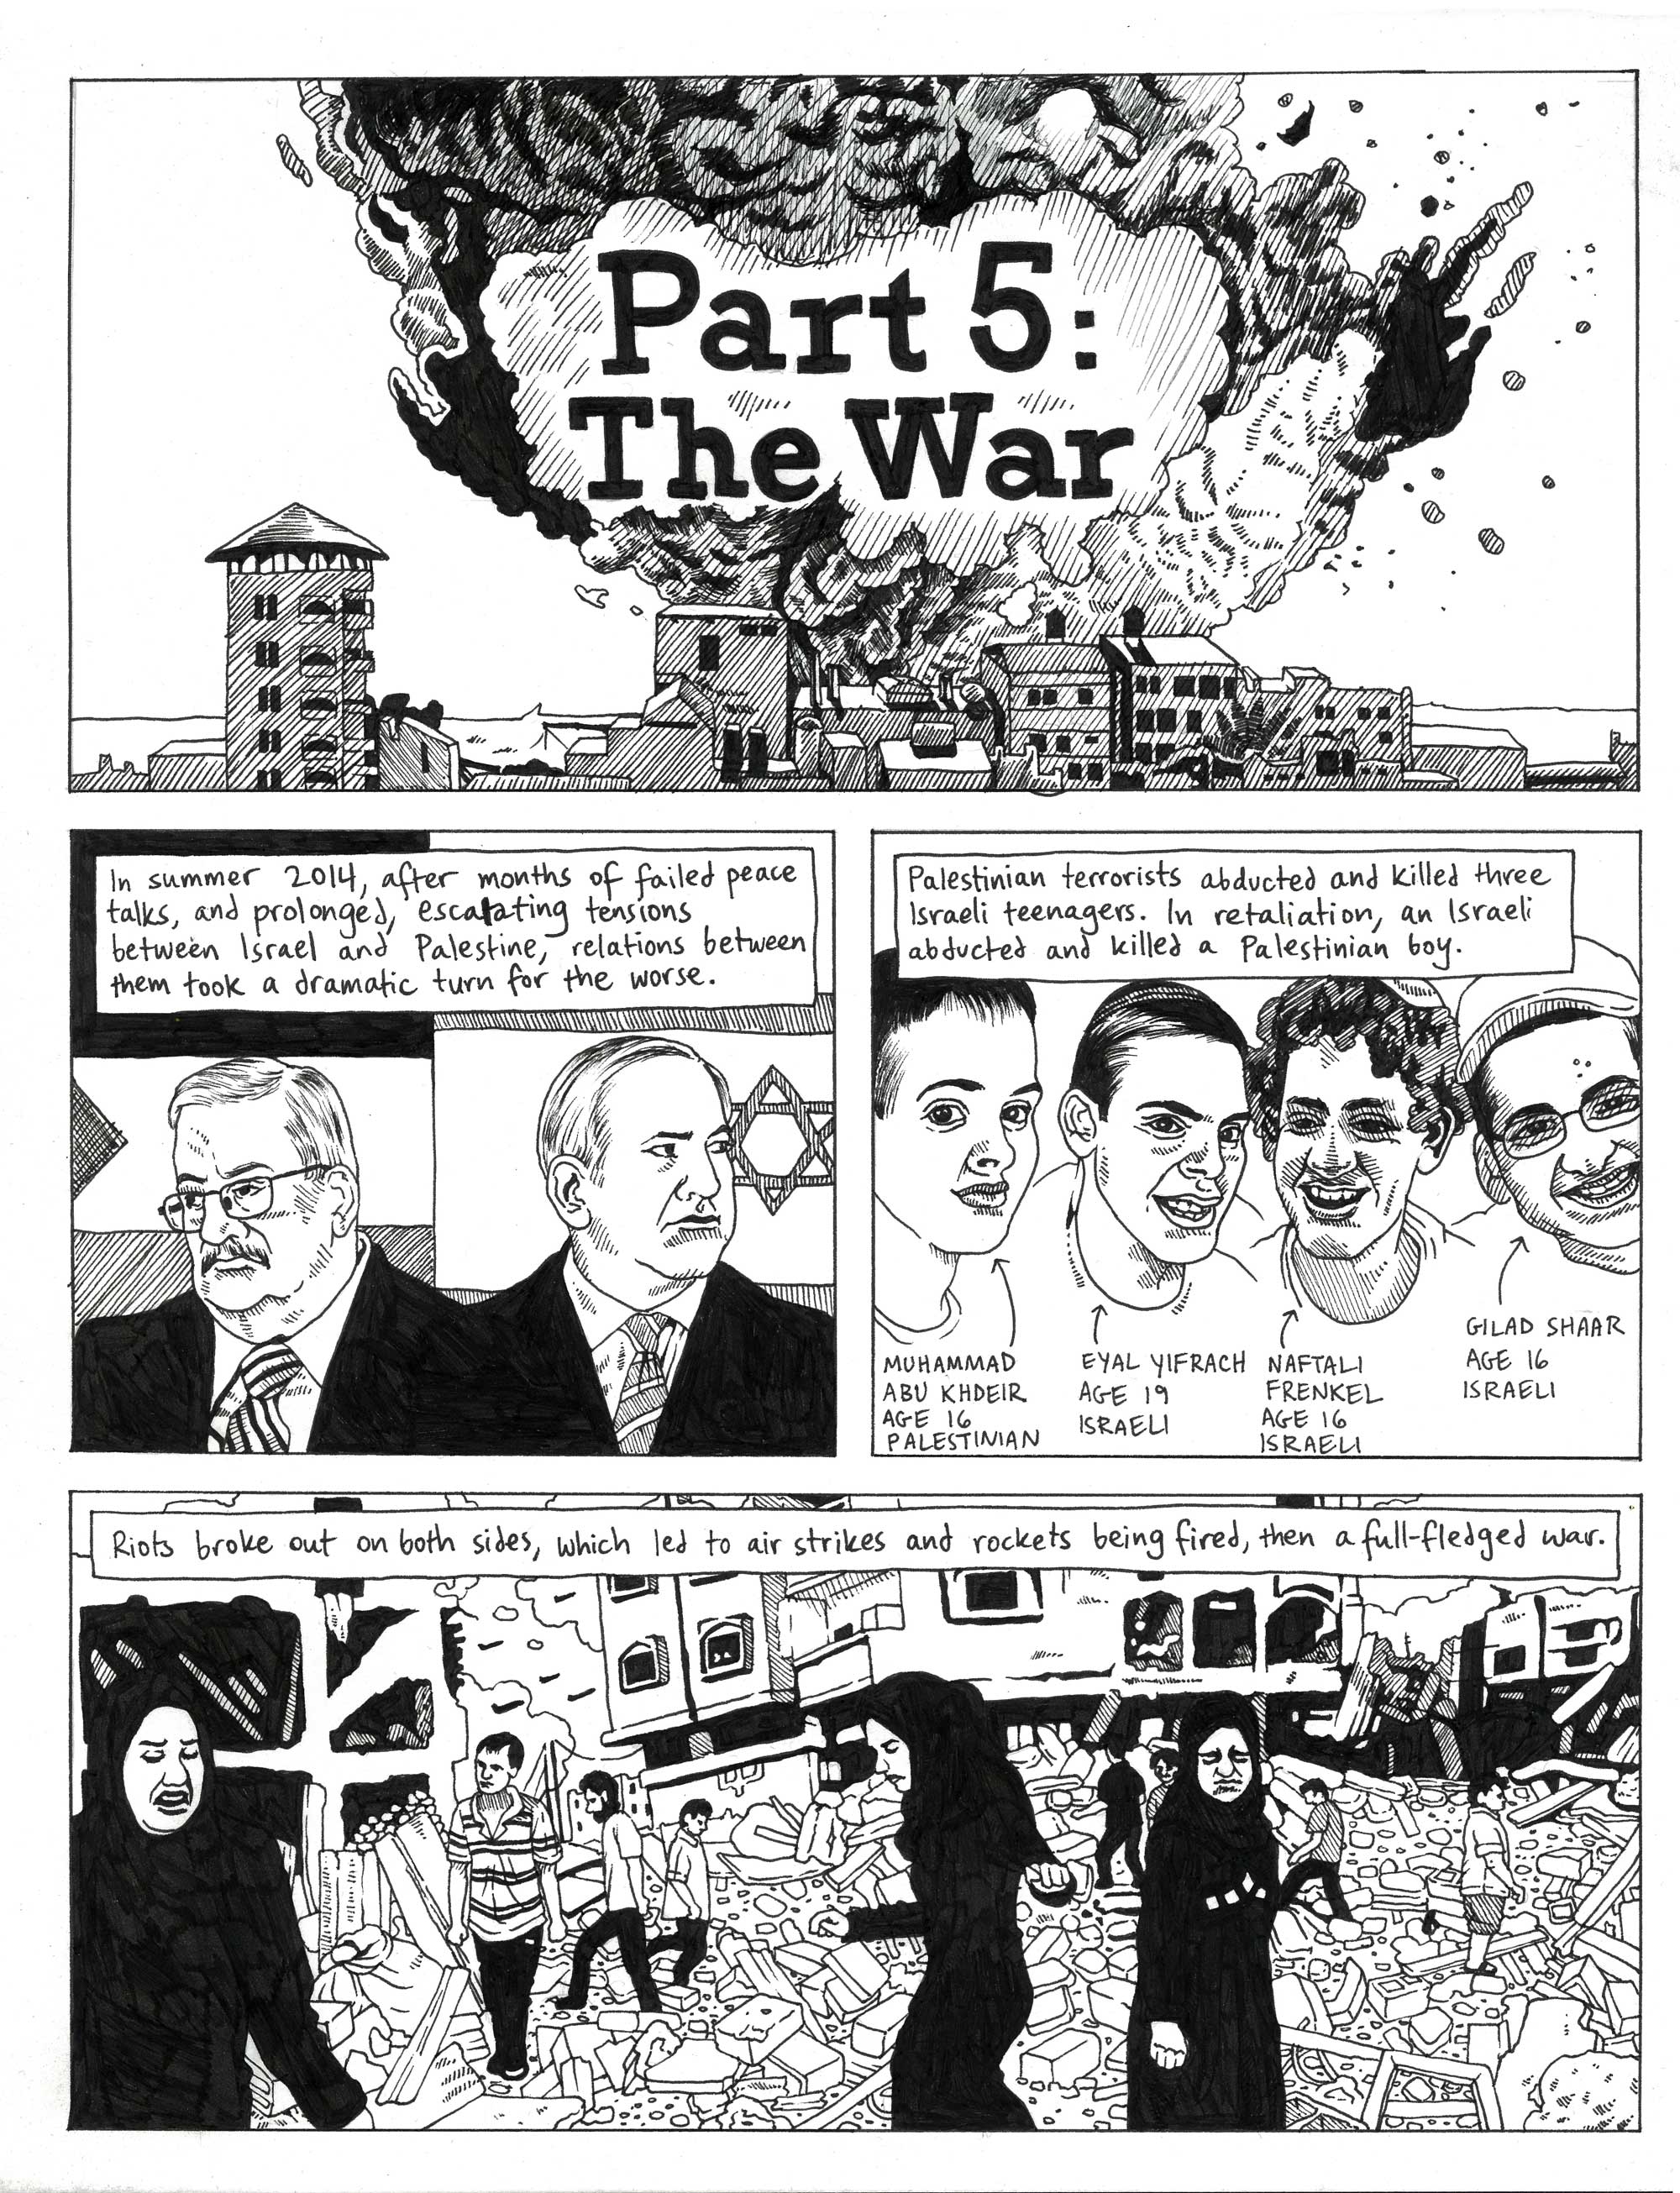 Part 5:
The War
In summer 2014, after months of failed peace
talks, and prolonged, escalating tensions
between Israel and Palestine, relations between
them took a dramatic turn for the worse.
Palestinian terrorists abducted and killed three
Israeli teenagers. In retaliation, an Israeli
abducted and killed a Palestinian boy.
MUHAMMAD
ABU KHDEIR
AGE 16
PALESTINIAN
EYAL YIFRACH
AGE 19
ISRAELI
NAFTALI
FRENKEL
AGE 16
ISRAELI
GILAD SHAAR
AGE 16
ISRAELI
Riots broke out on both sides, which led to air strikes and rockets being fired, then a full-fledged war.